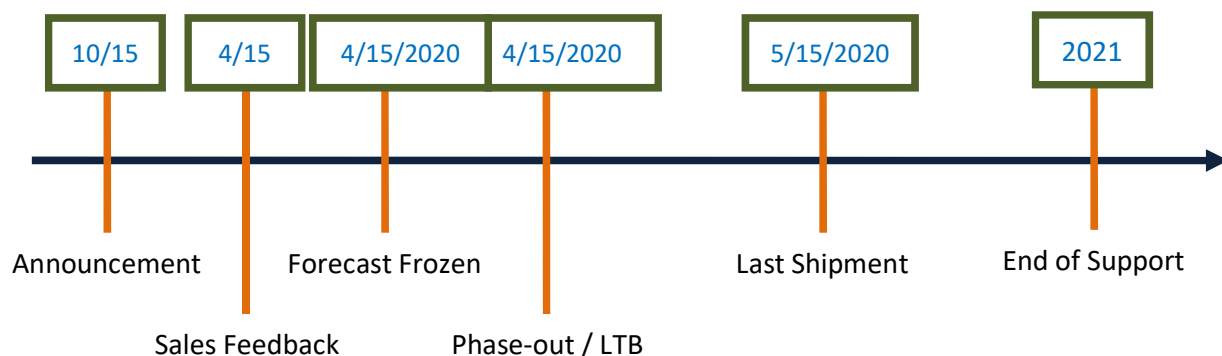 10/15
4/15
4/15/2020
4/15/2020
5/15/2020
2021
Announcement
Forecast Frozen
Last Shipment
End of Support
Sales Feedback
Phase-out / LTB